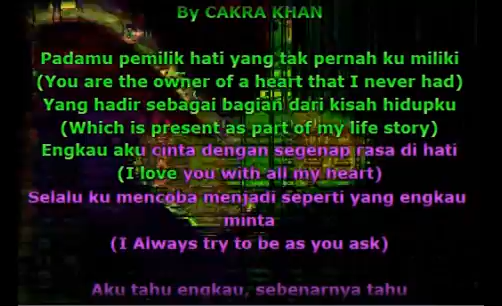 By CAKRA KHAN
Padamu pemilik hati yang tak pernah ku miliki
(You are the owner of a heart that I never had)
Yang hadir sebagai bagian dari kisah hidupku
(Which is present as part of my life story)
Engkau aku cinta dengan segenap rasa di hati
(I love you with all my heart)
Selalu ku mencoba menjadi seperti yang engkau
minta
(I Always try to be as you ask)
Aku tahu engkau, sebenarnya tahu